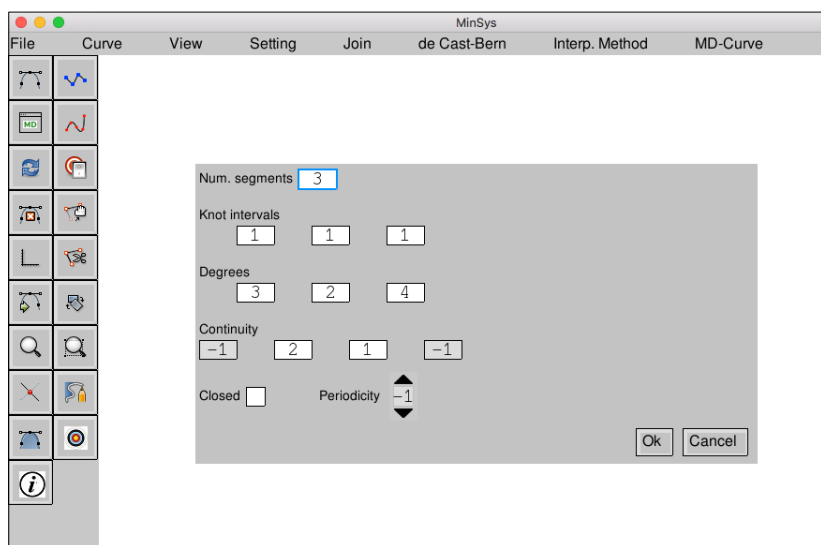 MinSys
File Curve View Setting Join de Cast-Bern Interp. Method MD-Curve
MD
Num. segments 3
Knot intervals
1 1 1
Degrees
3 2 4
Continuity
-1 2 1 -1
Closed Periodicity -1
Ok Cancel
i